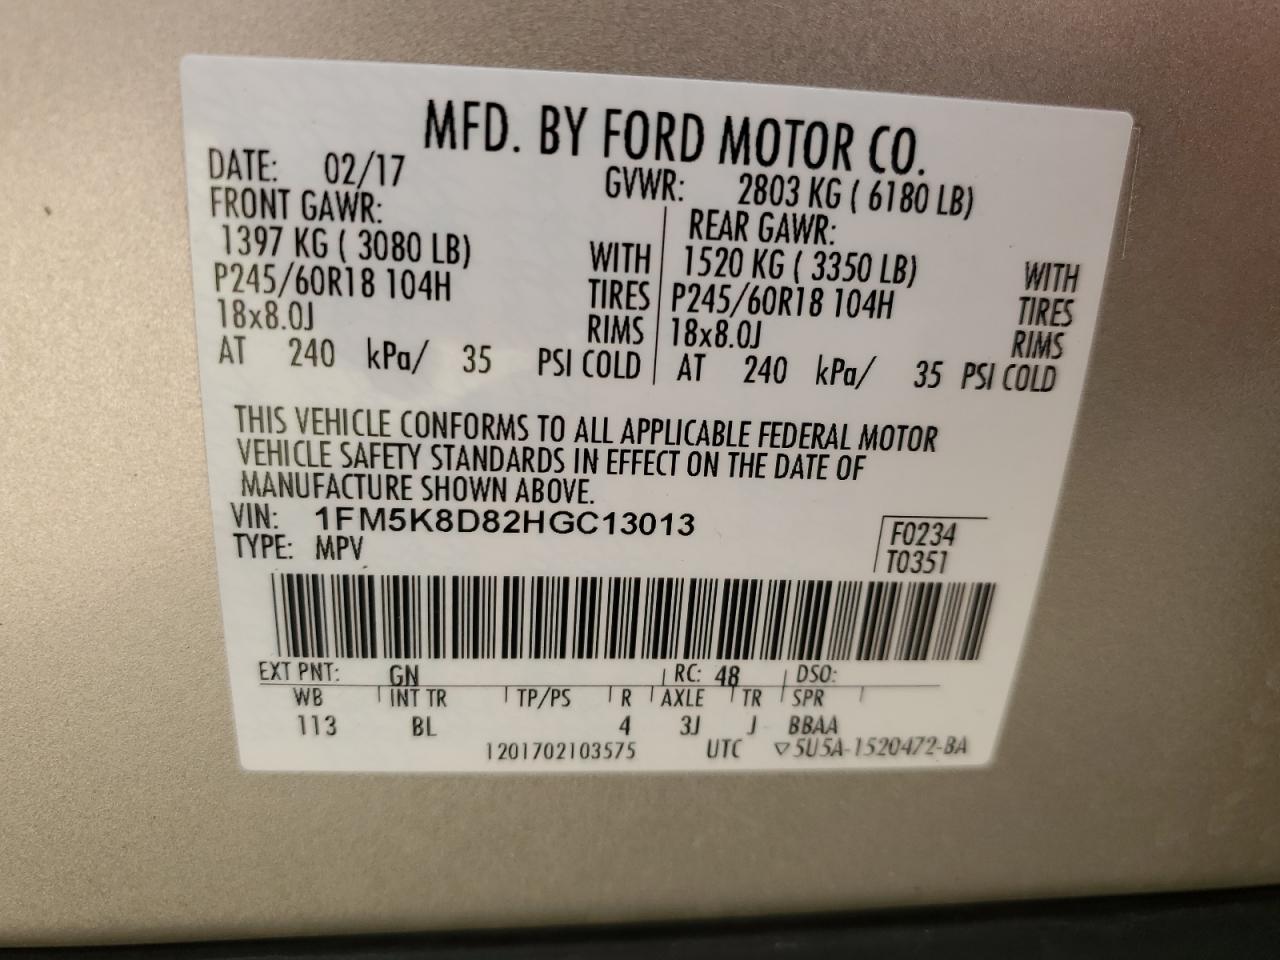 MFD. BY FORD MOTOR CO.
DATE: 02/17 GVWR: 2803 KG ( 6180 LB)
FRONT GAWR: REAR GAWR:
1397 KG ( 3080 LB) WITH 1520 KG ( 3350 LB) WITH
P245/60R18 104H TIRES P245/60R18 104H TIRES
18x8.0J RIMS 18x8.0J RIMS
AT 240 kPa/ 35 PSI COLD AT 240 kPa/ 35 PSI COLD
THIS VEHICLE CONFORMS TO ALL APPLICABLE FEDERAL MOTOR
VEHICLE SAFETY STANDARDS IN EFFECT ON THE DATE OF
MANUFACTURE SHOWN ABOVE.
VIN: 1FM5K8D82HGC13013 F0234
TYPE: MPV T0351
EXT PNT: GN RC: 48 DSO:
WB INT TR TP/PS R AXLE TR SPR
113 BL 4 3J J BBAA
1201702103575 UTC ▽5U5A-1520472-BA